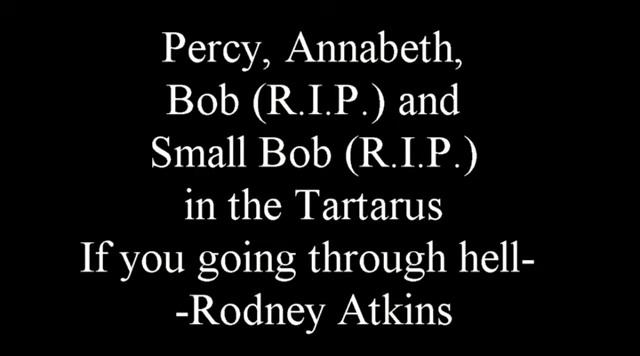 Percy, Annabeth,
Bob (R.I.P.) and
Small Bob (R.I.P.)
in the Tartarus
If you going through hell-
-Rodney Atkins